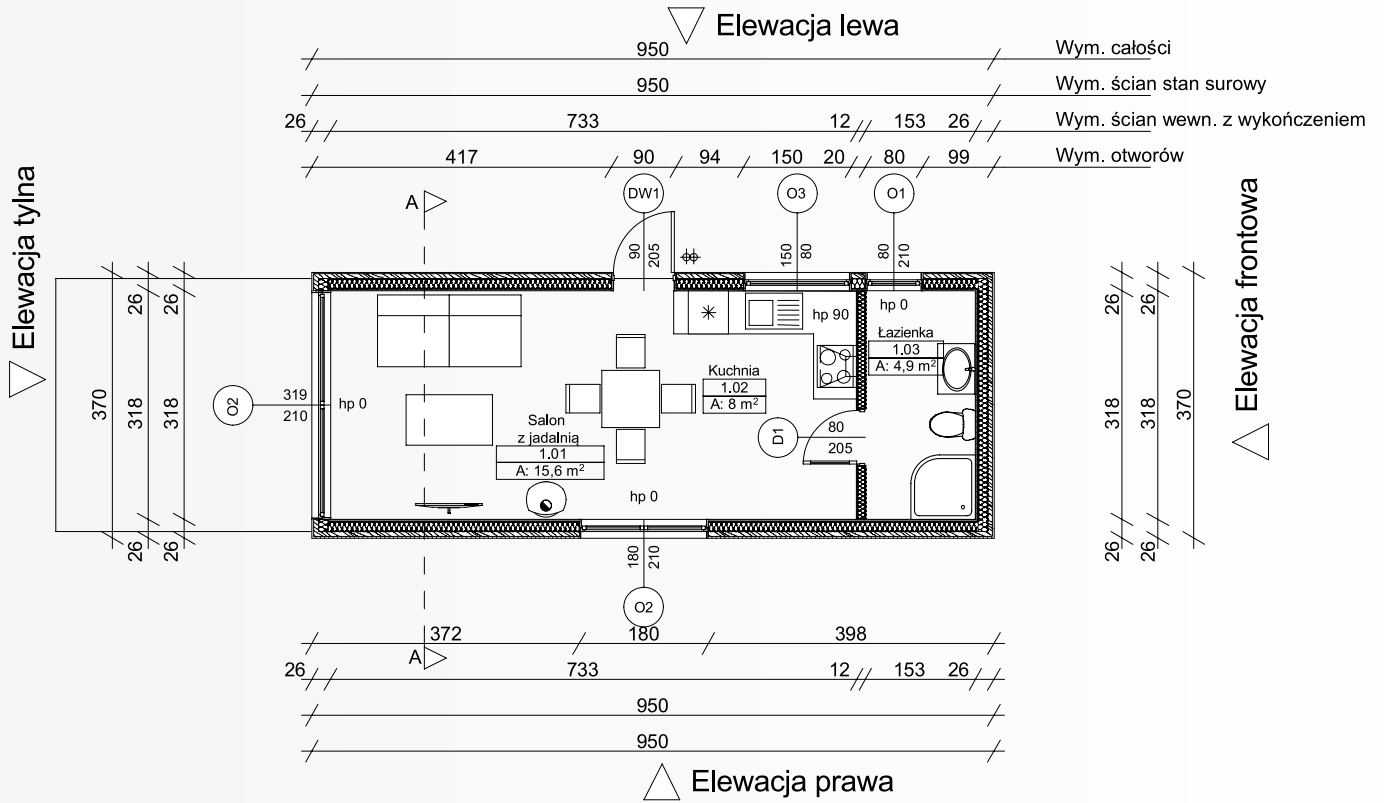 Elewacja lewa
950 Wym. całości
950 Wym. ścian stan surowy
26 733 12 153 26 Wym. ścian wewn. z wykończeniem
417 90 94 150 20 80 99 Wym. otworów
Elewacja tylna
A
DW1
O3
O1
90
205
150
80
80
210
Elewacja frontowa
26
26
370
318
318
26
26
O2
319
210
hp 0
hp 90
hp 0
Łazienka
1.03
A: 4,9 m²
Kuchnia
1.02
A: 8 m²
Salon
z jadalnią
1.01
A: 15,6 m²
D1
80
205
hp 0
26
26
318
318
370
26
26
180
210
O2
372 180 398
A
26 733 12 153 26
950
950
Elewacja prawa